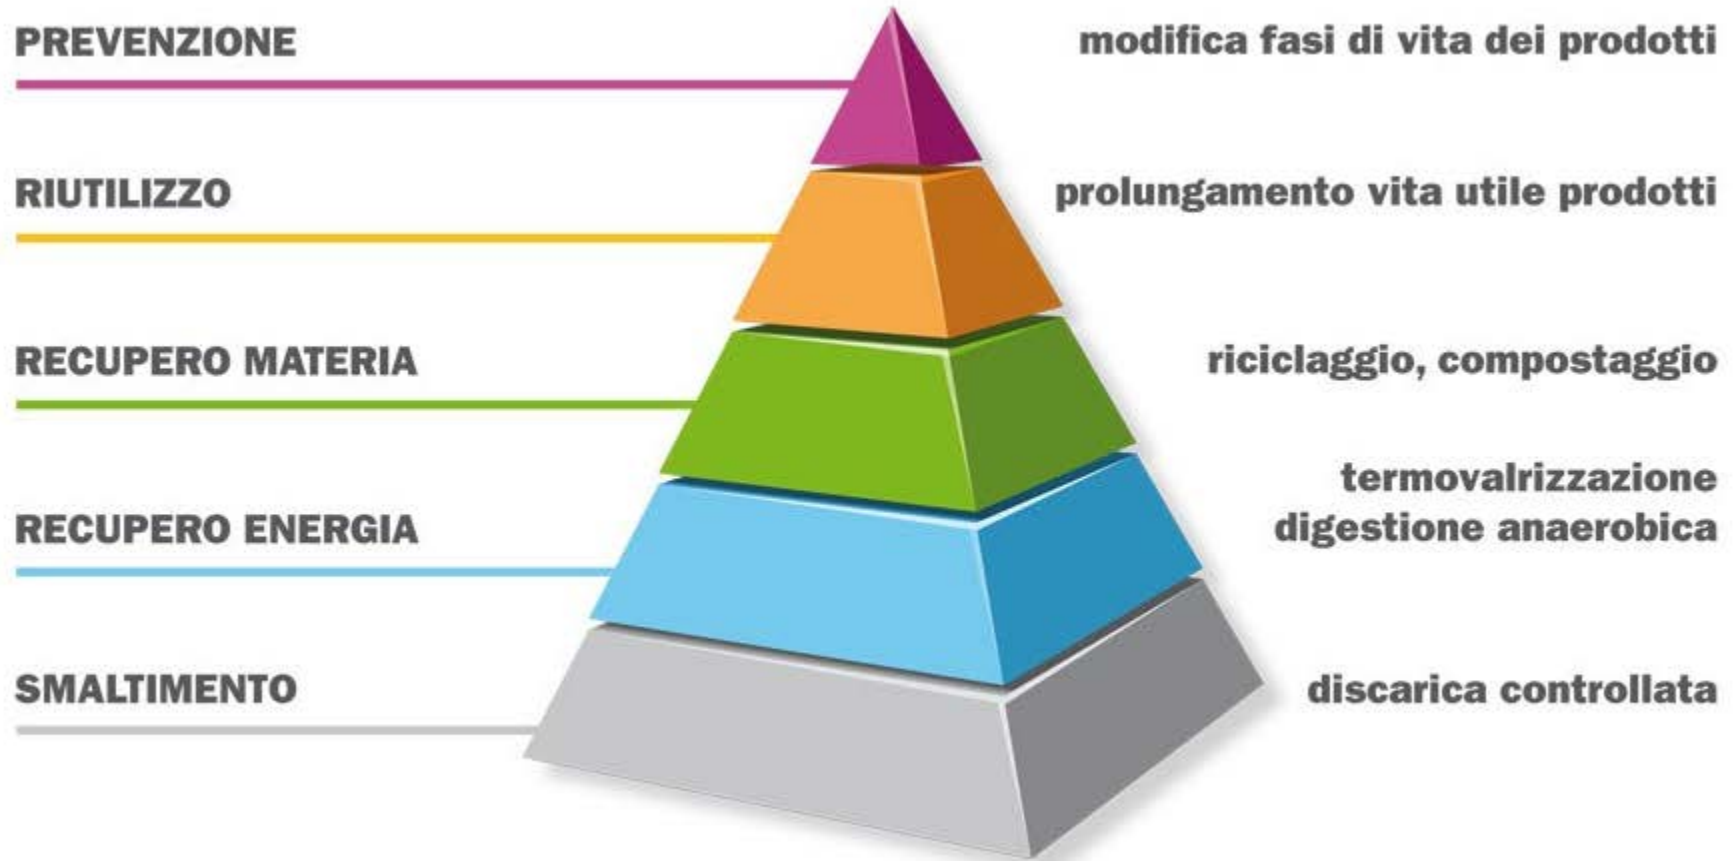 PREVENZIONE
modifica fasi di vita dei prodotti
RIUTILIZZO
prolungamento vita utile prodotti
RECUPERO MATERIA
riciclaggio, compostaggio
RECUPERO ENERGIA
termovalrizzazione
digestione anaerobica
SMALTIMENTO
discarica controllata